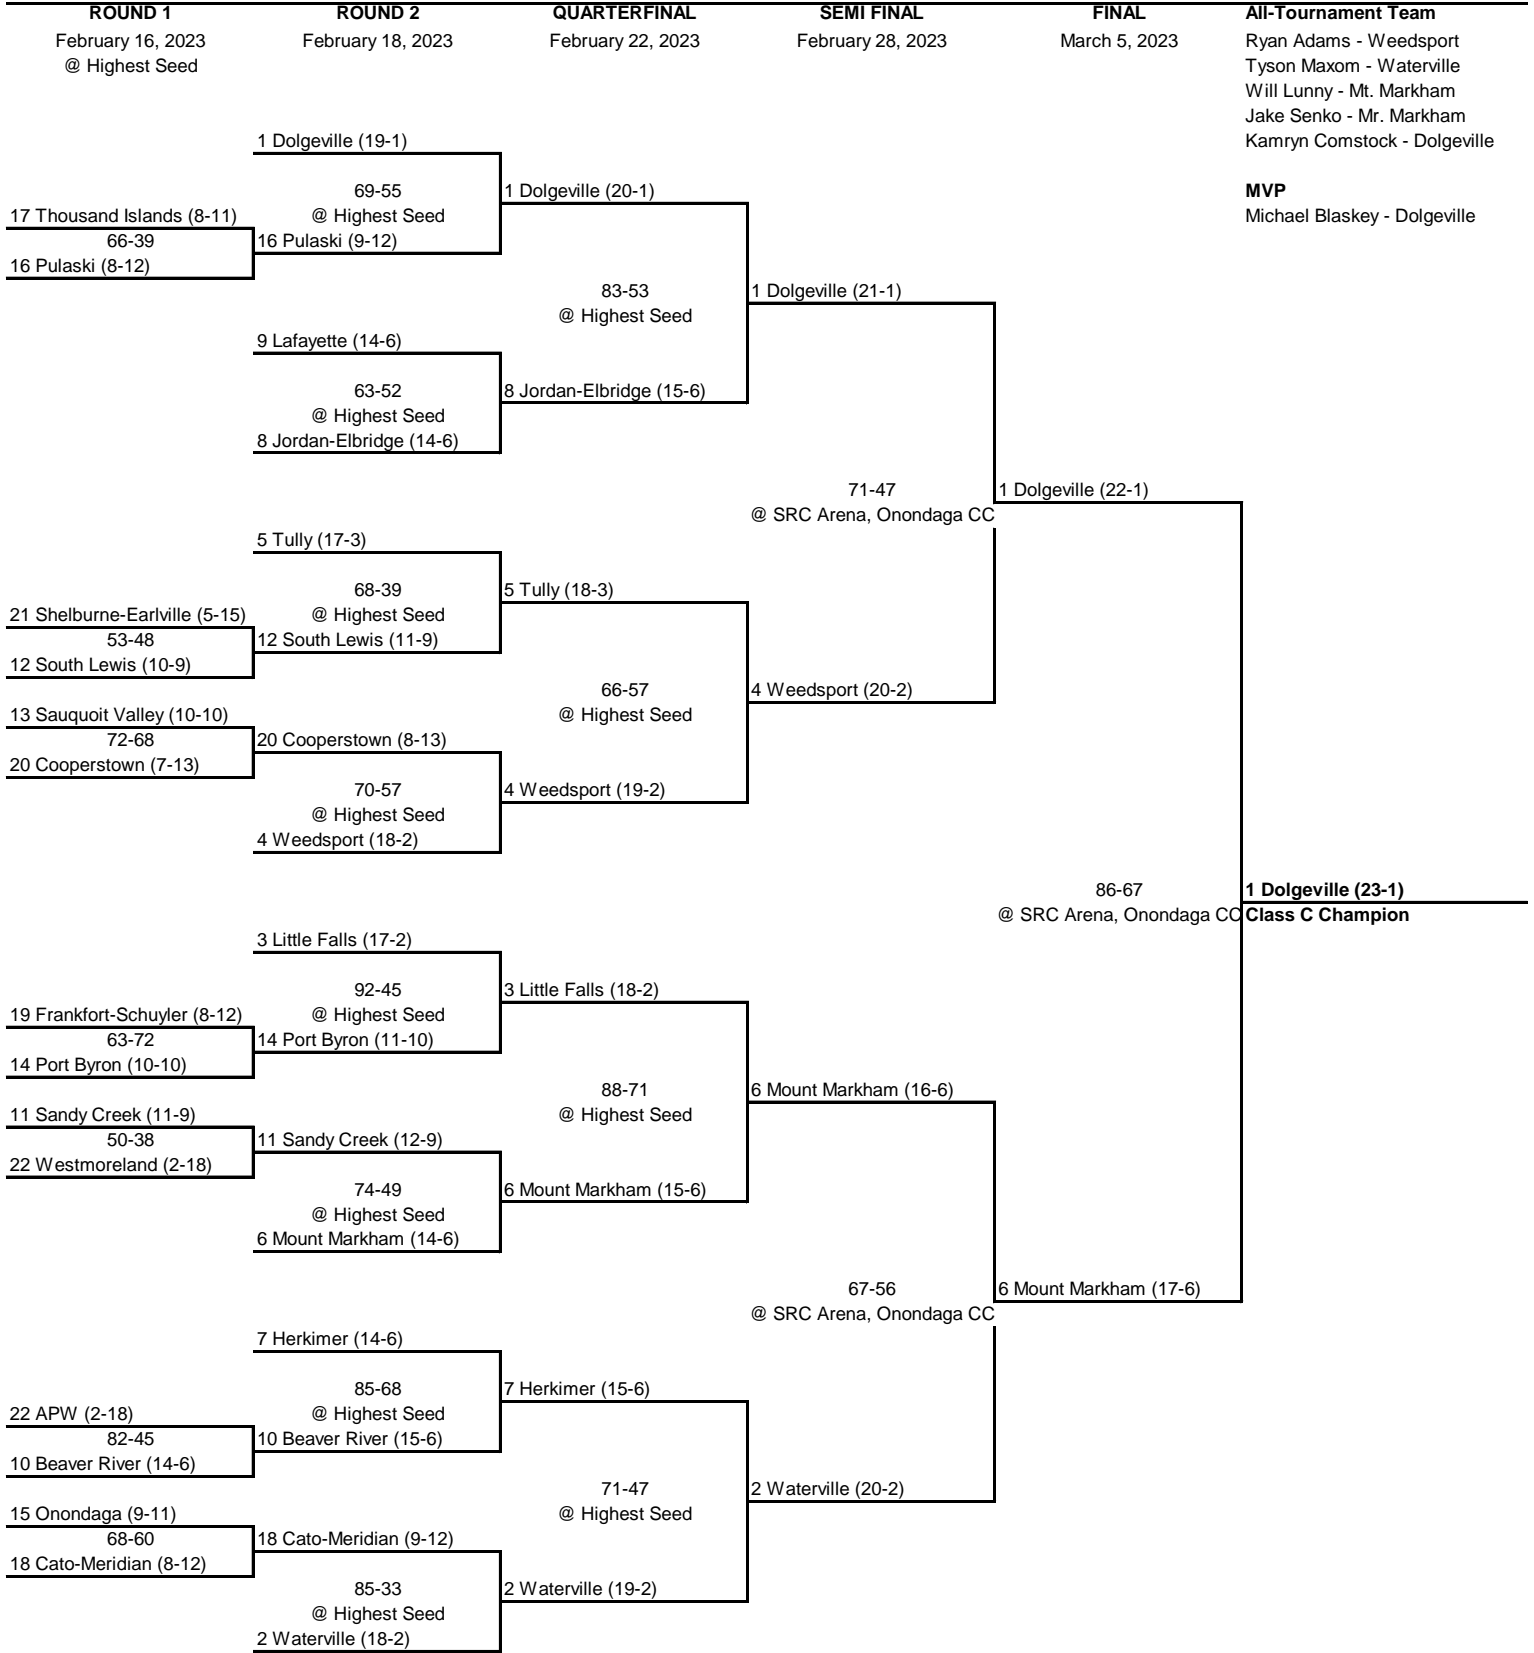 ROUND 1
February 16, 2023
@ Highest Seed
ROUND 2
February 18, 2023
QUARTERFINAL
February 22, 2023
SEMI FINAL
February 28, 2023
FINAL
March 5, 2023
All-Tournament Team
Ryan Adams - Weedsport
Tyson Maxom - Waterville
Will Lunny - Mt. Markham
Jake Senko - Mr. Markham
Kamryn Comstock - Dolgeville
MVP
Michael Blaskey - Dolgeville
17 Thousand Islands (8-11)
66-39
16 Pulaski (8-12)
21 Shelburne-Earlville (5-15)
53-48
12 South Lewis (10-9)
13 Sauquoit Valley (10-10)
72-68
20 Cooperstown (7-13)
19 Frankfort-Schuyler (8-12)
63-72
14 Port Byron (10-10)
11 Sandy Creek (11-9)
50-38
22 Westmoreland (2-18)
22 APW (2-18)
82-45
10 Beaver River (14-6)
15 Onondaga (9-11)
68-60
18 Cato-Meridian (8-12)
1 Dolgeville (19-1)
69-55
@ Highest Seed
16 Pulaski (9-12)
9 Lafayette (14-6)
63-52
@ Highest Seed
8 Jordan-Elbridge (14-6)
5 Tully (17-3)
68-39
@ Highest Seed
12 South Lewis (11-9)
20 Cooperstown (8-13)
70-57
@ Highest Seed
4 Weedsport (18-2)
3 Little Falls (17-2)
92-45
@ Highest Seed
14 Port Byron (11-10)
11 Sandy Creek (12-9)
74-49
@ Highest Seed
6 Mount Markham (14-6)
7 Herkimer (14-6)
85-68
@ Highest Seed
10 Beaver River (15-6)
18 Cato-Meridian (9-12)
85-33
@ Highest Seed
2 Waterville (18-2)
1 Dolgeville (20-1)
83-53
@ Highest Seed
8 Jordan-Elbridge (15-6)
5 Tully (18-3)
66-57
@ Highest Seed
4 Weedsport (19-2)
3 Little Falls (18-2)
88-71
@ Highest Seed
6 Mount Markham (15-6)
7 Herkimer (15-6)
71-47
@ Highest Seed
2 Waterville (19-2)
1 Dolgeville (21-1)
71-47
@ SRC Arena, Onondaga CC
4 Weedsport (20-2)
6 Mount Markham (16-6)
67-56
@ SRC Arena, Onondaga CC
2 Waterville (20-2)
1 Dolgeville (22-1)
86-67
@ SRC Arena, Onondaga CC
6 Mount Markham (17-6)
1 Dolgeville (23-1)
Class C Champion